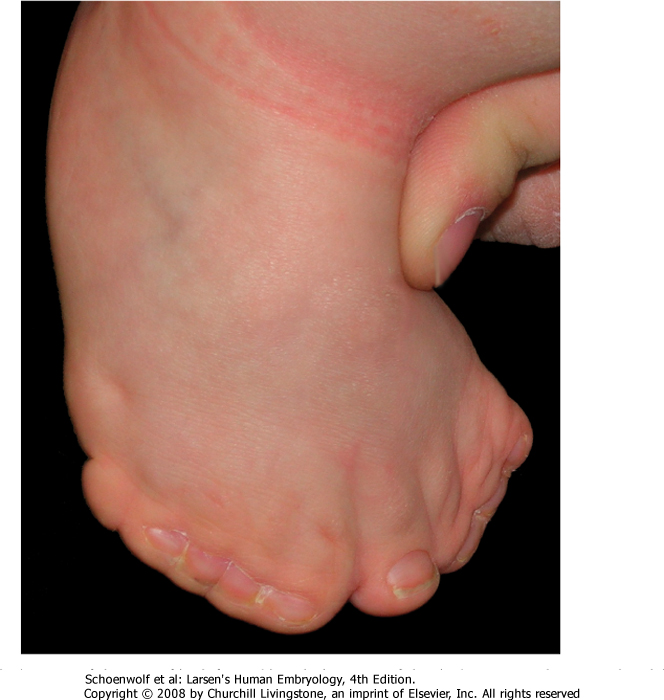 Schoenwolf et al: Larsen's Human Embryology, 4th Edition.
Copyright © 2008 by Churchill Livingstone, an imprint of Elsevier, Inc. All rights reserved